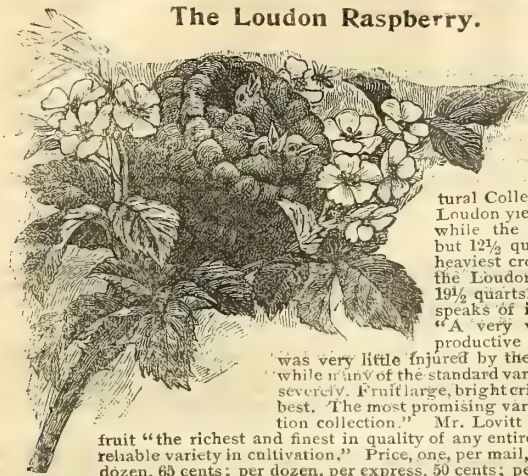 The Loudon Raspberry.
tural Colle
Loudon yie
while the
but 12½ qu
heaviest cro
the Loudon
19½ quarts
speaks of i
"A very v
productive
was very little injured by the
while many of the standard var
severely. Fruit large, bright cri
best. The most promising var
tion collection." Mr. Lovitt
fruit "the richest and finest in quality of any entire
reliable variety in cultivation." Price, one, per mail,
dozen, 65 cents; per dozen, per express, 50 cents; pe